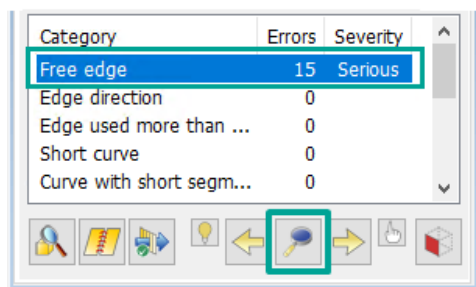 Category Errors Severity
Free edge 15 Serious
Edge direction 0
Edge used more than ... 0
Short curve 0
Curve with short segm... 0